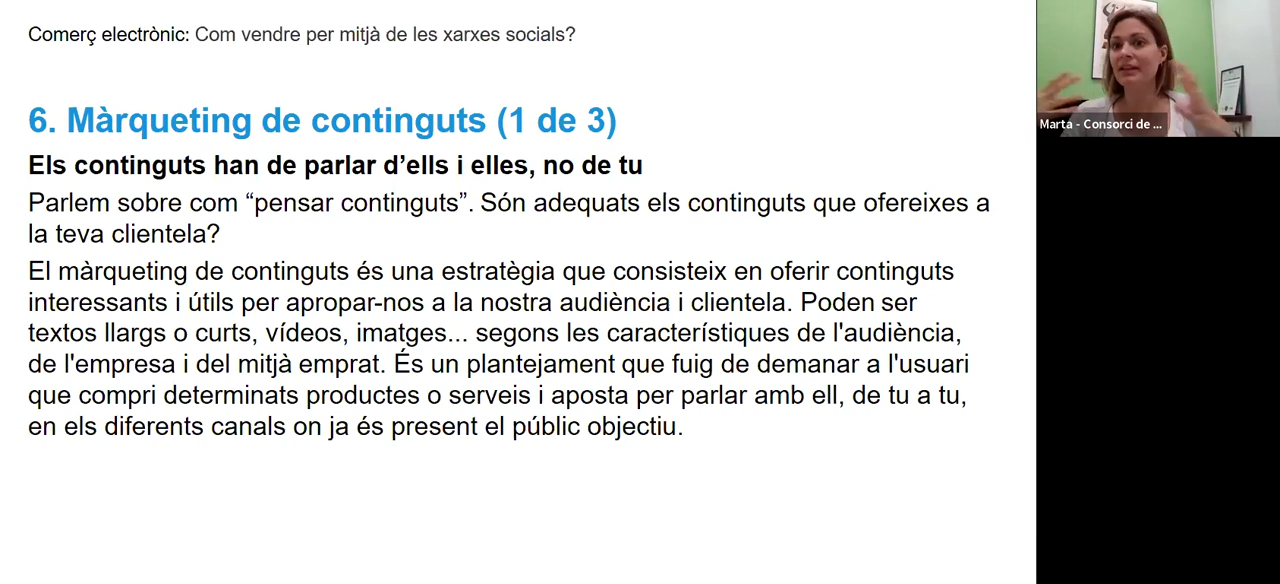 Comerç electrònic: Com vendre per mitjà de les xarxes socials?
6. Màrqueting de continguts (1 de 3)
Els continguts han de parlar d’ells i elles, no de tu
Parlem sobre com “pensar continguts”. Són adequats els continguts que ofereixes a
la teva clientela?
El màrqueting de continguts és una estratègia que consisteix en oferir continguts
interessants i útils per apropar-nos a la nostra audiència i clientela. Poden ser
textos llargs o curts, vídeos, imatges... segons les característiques de l'audiència,
de l'empresa i del mitjà emprat. És un plantejament que fuig de demanar a l'usuari
que compri determinats productes o serveis i aposta per parlar amb ell, de tu a tu,
en els diferents canals on ja és present el públic objectiu.
Marta - Consorci de ...